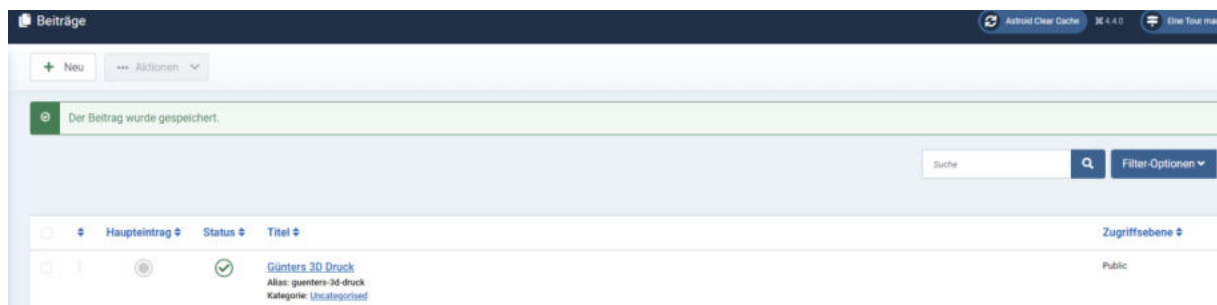 Beiträge
Astroid Clear Cache
4.4.0
Eine Tour
+ Neu
••• Aktionen
Der Beitrag wurde gespeichert.
Suche
Filter-Optionen
Haupteintrag Status Titel Zugriffsebene
Günters 3D Druck Public
Alias: guenters-3d-druck
Kategorie: Uncategorised